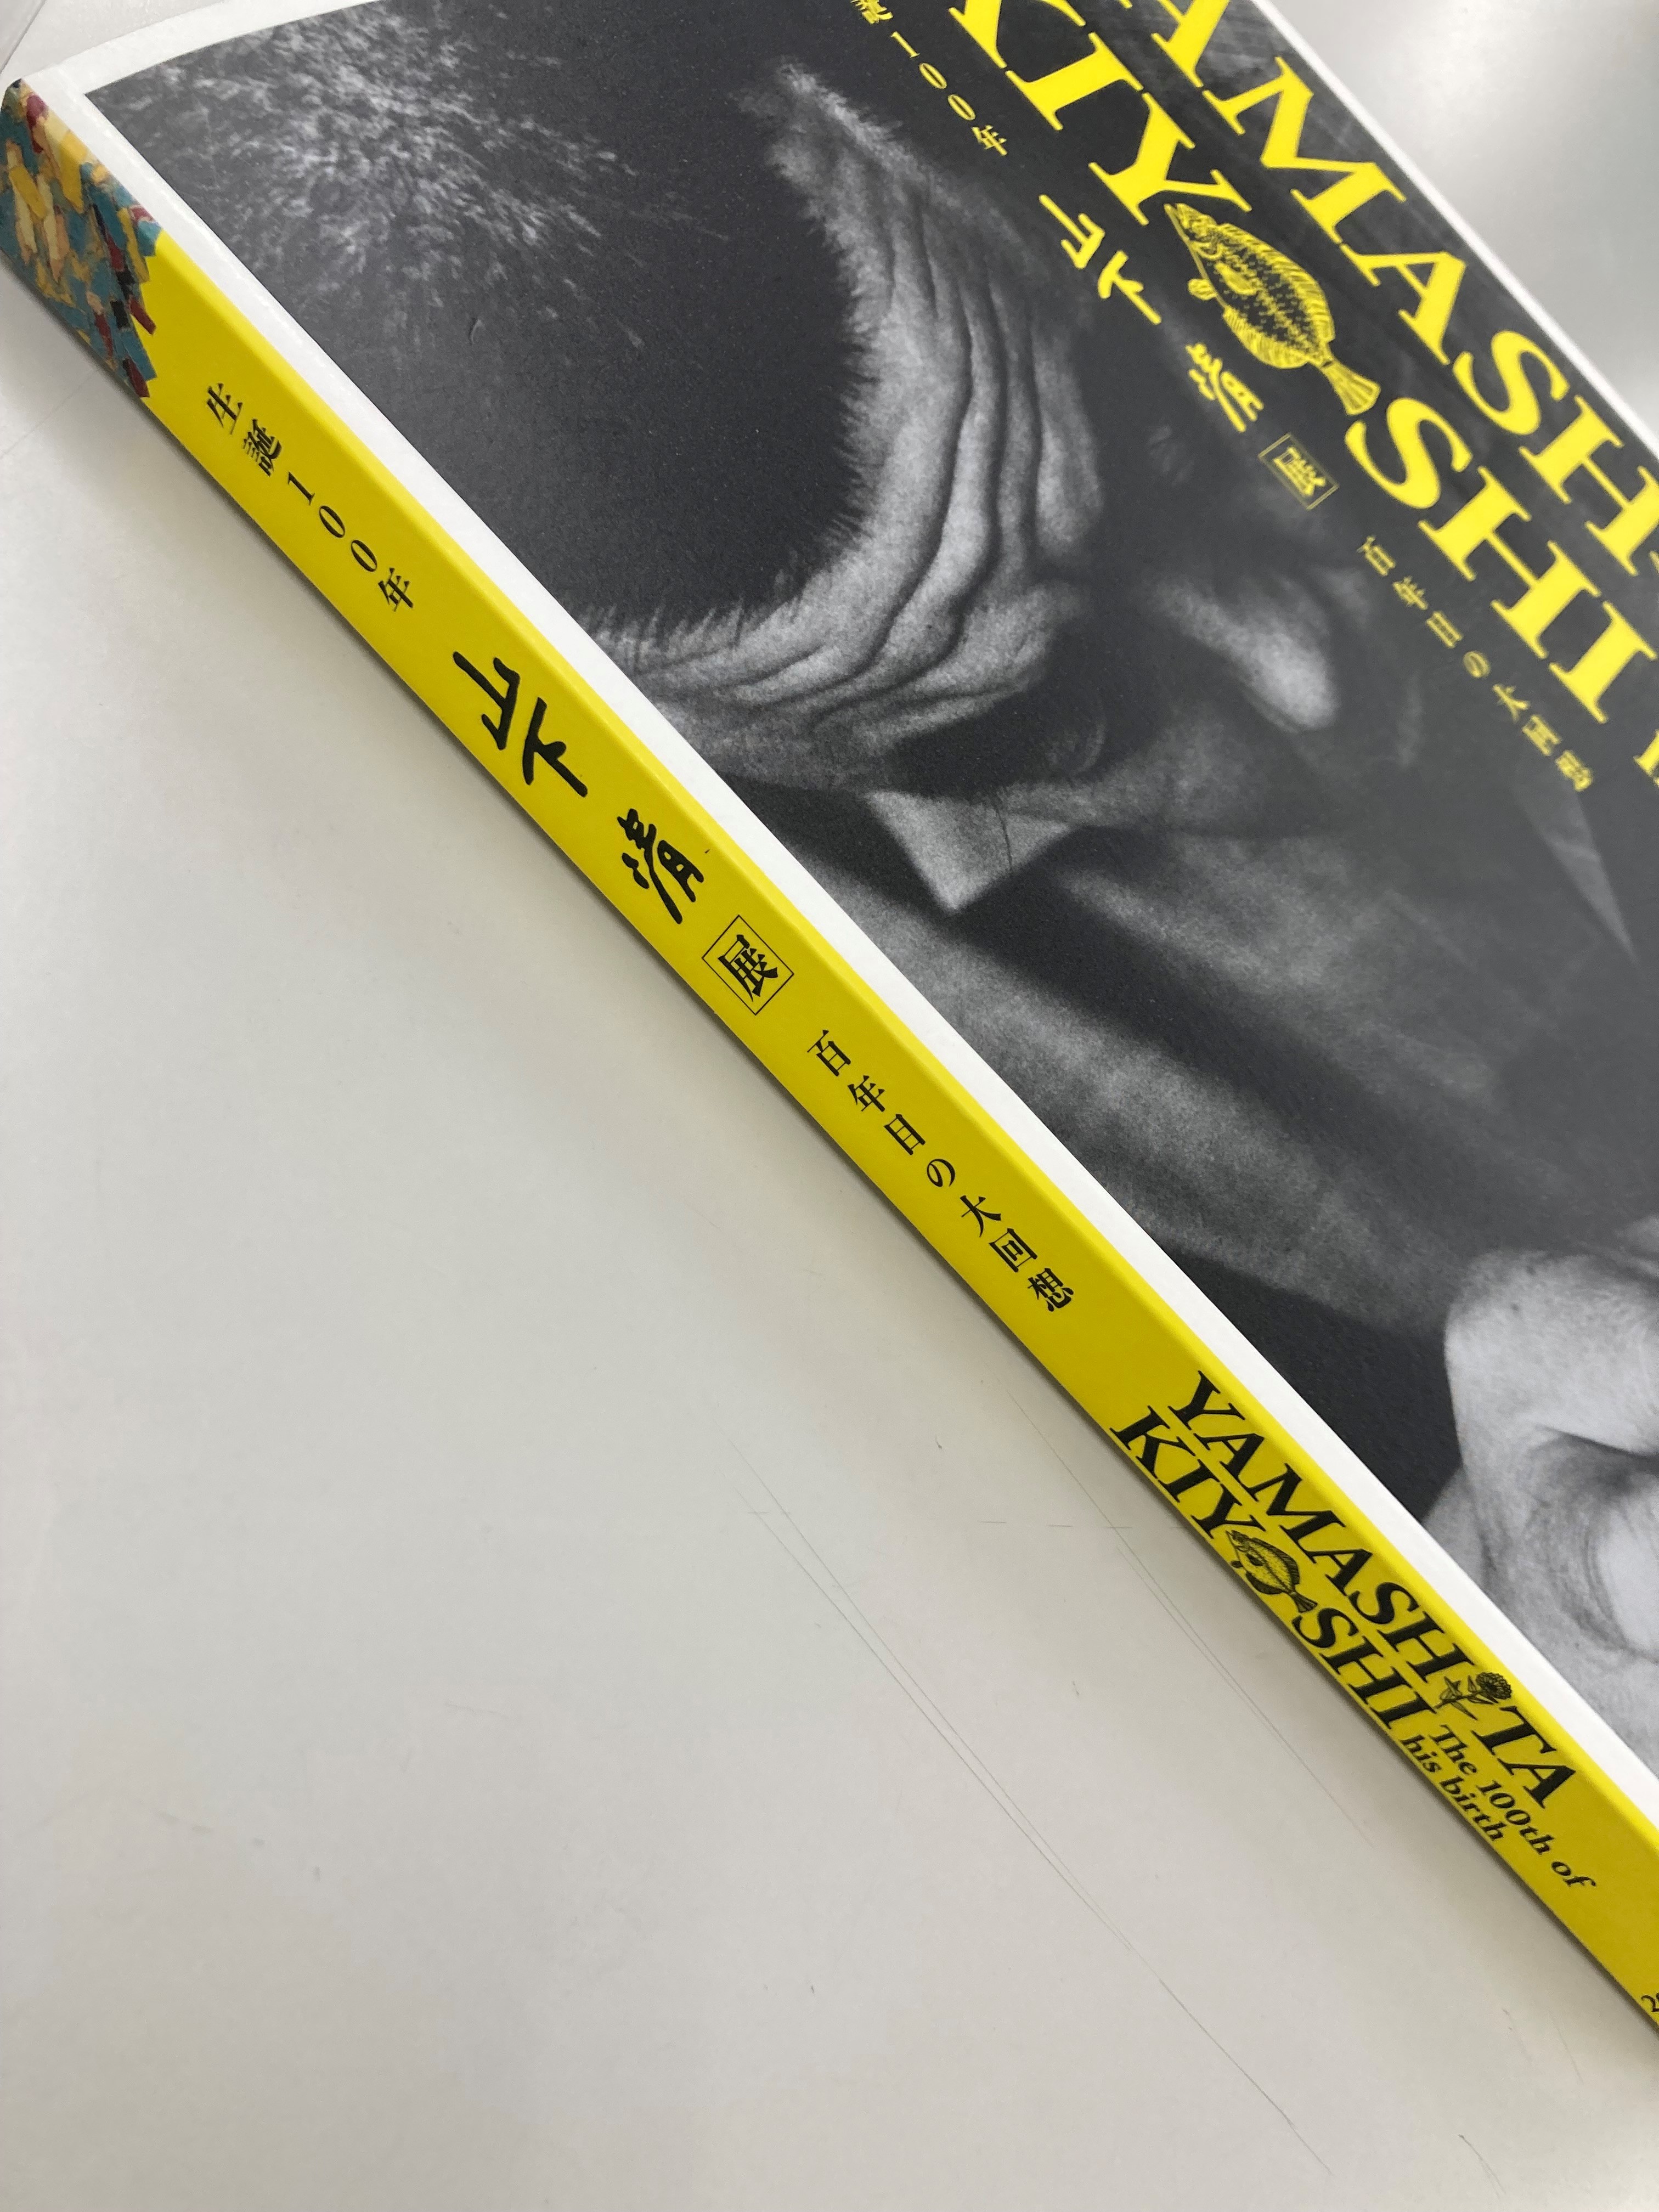 生誕100年
山下清
展
百年目の大回想
YAMASHITA
KIYOSHI
The 100th of
his birth
誕100年
山下清
展
百年目の大回想
AMASH
KIYOSHI